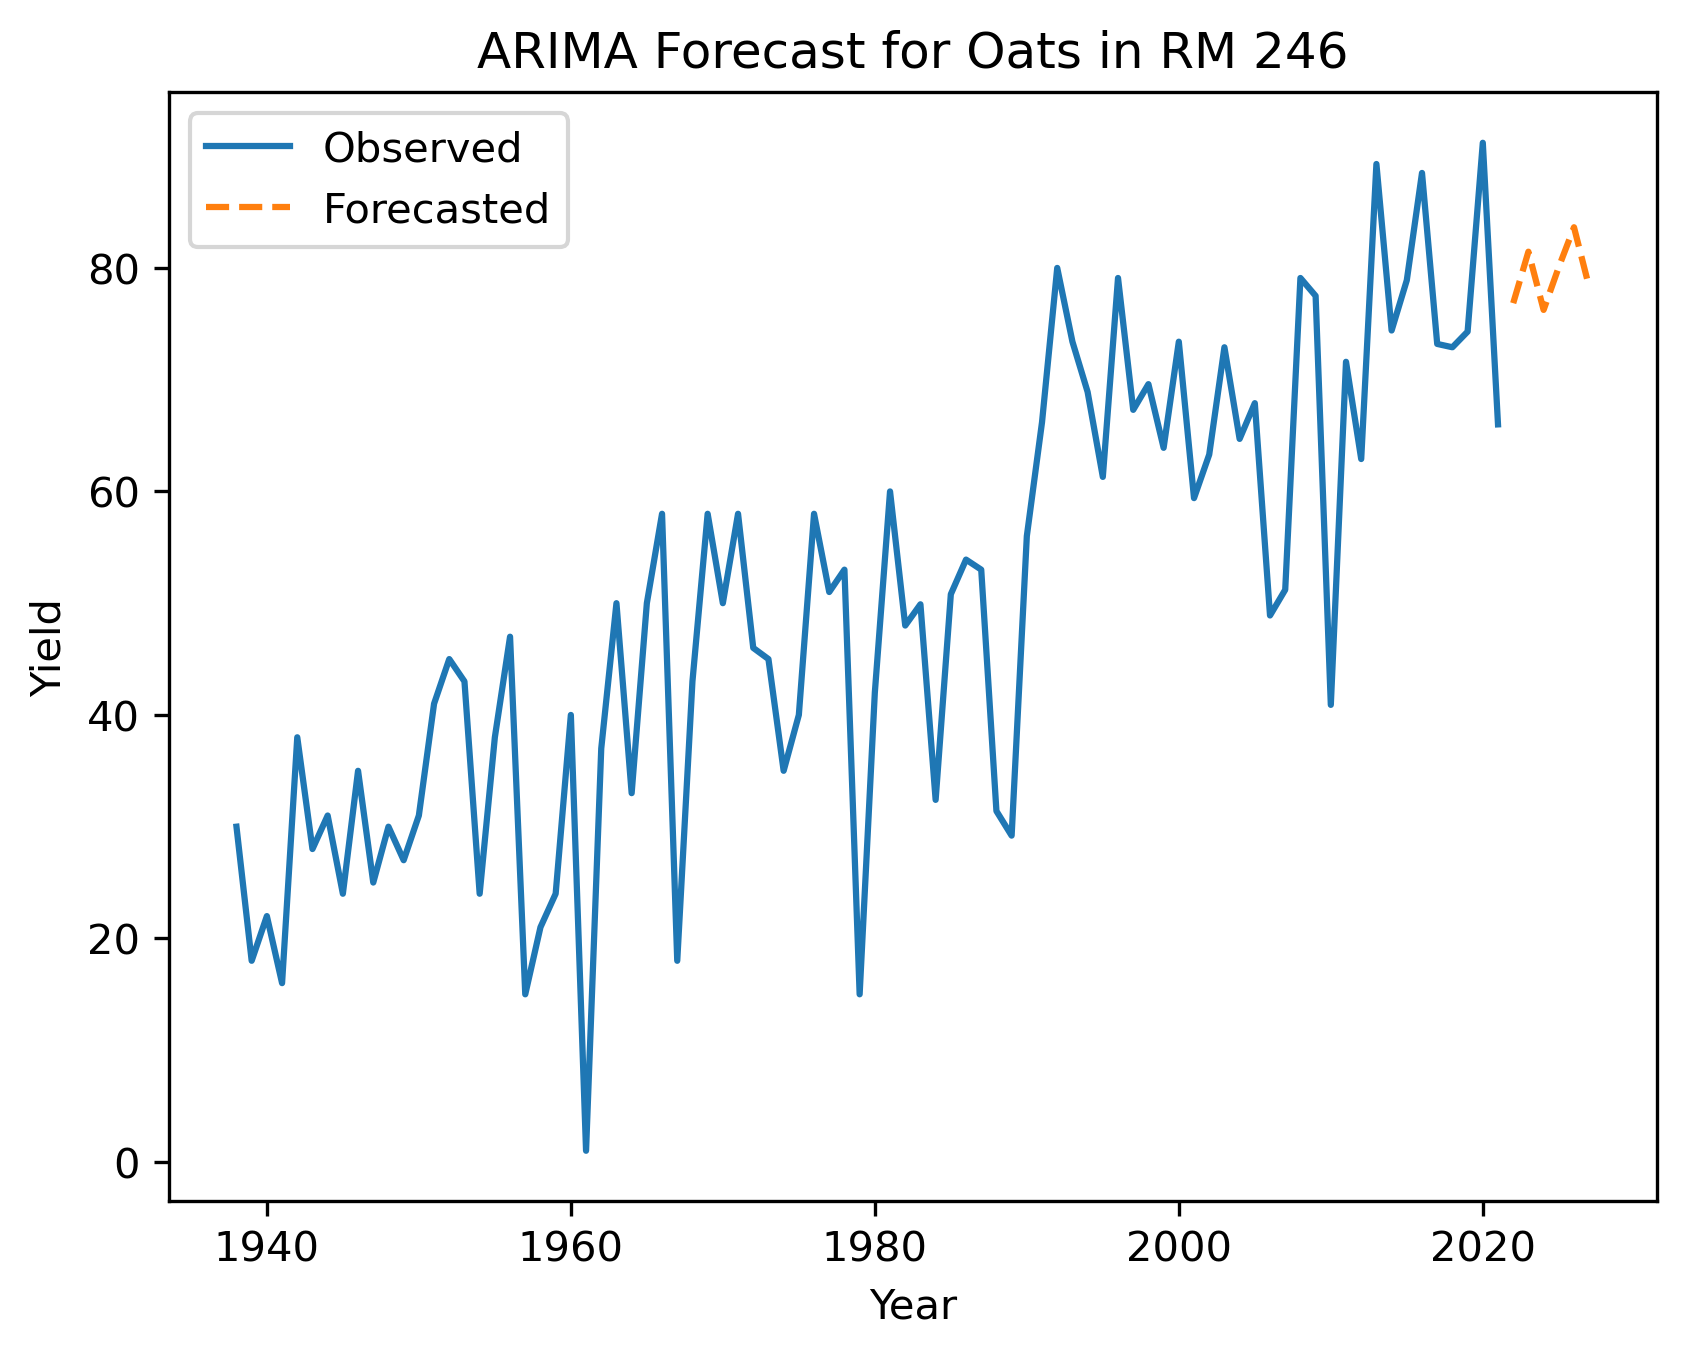 ARIMA Forecast for Oats in RM 246
Observed
Forecasted
80
60
40
20
0
Yield
1940 1960 1980 2000 2020
Year